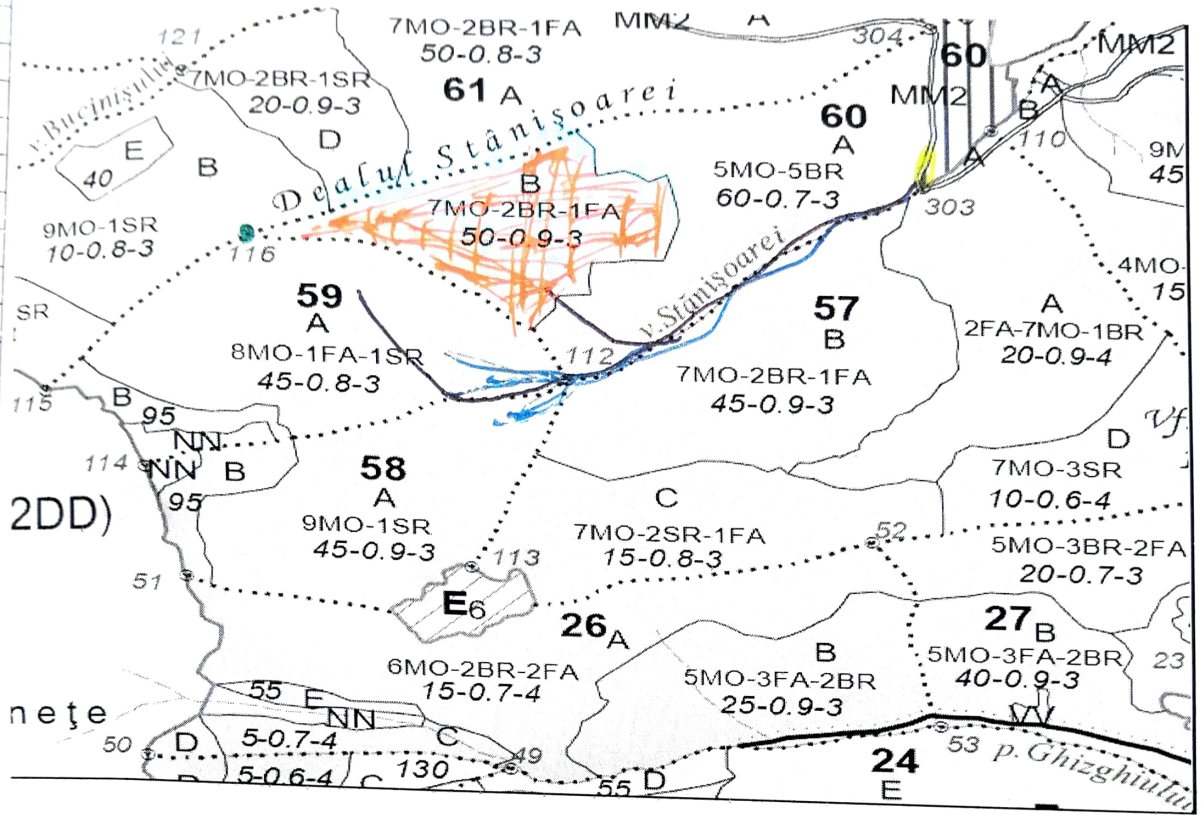 7MO-2BR-1FA
50-0.8-3
61 A
MM2
A
304
60
MM2
121
v.Bucinișului
7MO-2BR-1SR
20-0.9-3
D
E
40
B
9MO-1SR
10-0.8-3
Dealul Stânișoarei
116
B
7MO-2BR-1FA
50-0.9-3
60
A
5MO-5BR
60-0.7-3
MM2
A
B
A
110
9M
45
303
4MO-
15
SR
59
A
8MO-1FA-1SR
45-0.8-3
112
v.Stănișoarei
57
B
7MO-2BR-1FA
45-0.9-3
A
2FA-7MO-1BR
20-0.9-4
115
B
95
NN
114
NN
B
95
58
A
9MO-1SR
45-0.9-3
2DD)
C
7MO-2SR-1FA
15-0.8-3
D
Vf.
7MO-3SR
10-0.6-4
52
5MO-3BR-2FA
20-0.7-3
51
113
E6
26A
6MO-2BR-2FA
15-0.7-4
B
5MO-3FA-2BR
25-0.9-3
27B
5MO-3FA-2BR
40-0.9-3
23
nețe
55
E
NN
50
D
5-0.7-4
C
49
5-0.6-4
C
130
55
D
24
E
53
p.Ghizghiului